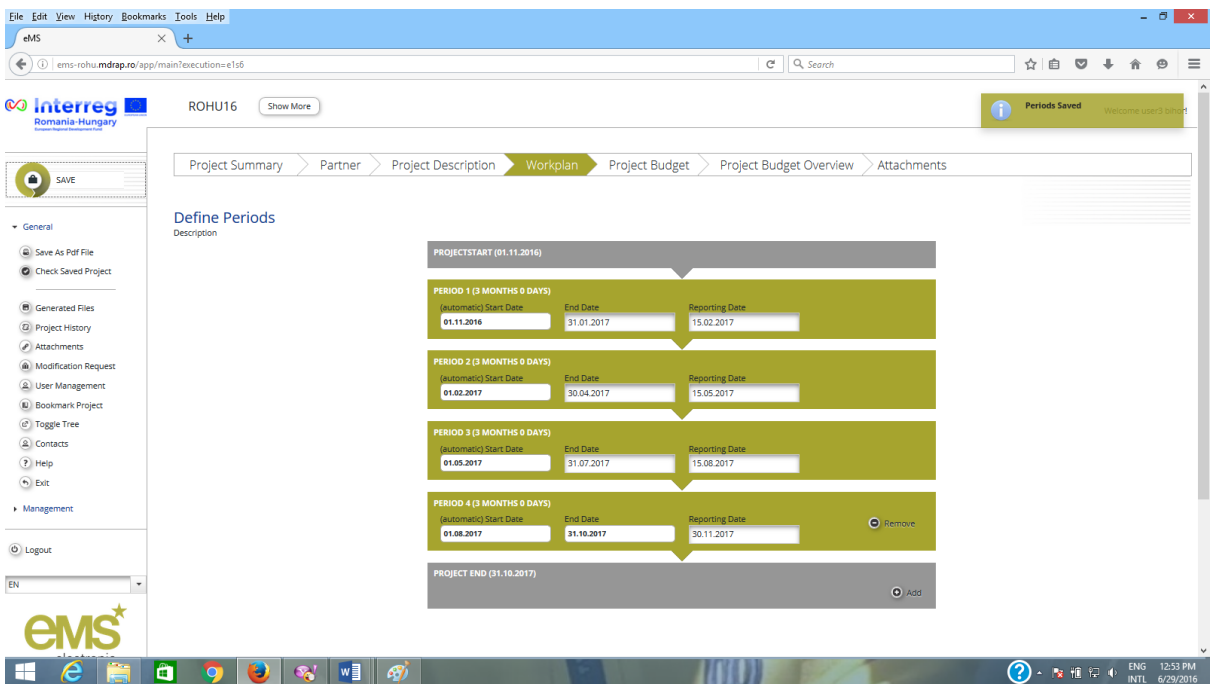 File Edit View History Bookmarks Tools Help
eMS
ems-rohu.mdrap.ro/app/main?execution=e1s6
Search
Interreg
Romania-Hungary
European Regional Development Fund
ROHU16 Show More
Periods Saved
Welcome user3 bihor!
Project Summary Partner Project Description Workplan Project Budget Project Budget Overview Attachments
SAVE
General
Save As Pdf File
Check Saved Project
Generated Files
Project History
Attachments
Modification Request
User Management
Bookmark Project
Toggle Tree
Contacts
Help
Exit
Management
Logout
EN
eMS
Define Periods
Description
PROJECTSTART (01.11.2016)
PERIOD 1 (3 MONTHS 0 DAYS)
(automatic) Start Date End Date Reporting Date
01.11.2016 31.01.2017 15.02.2017
PERIOD 2 (3 MONTHS 0 DAYS)
(automatic) Start Date End Date Reporting Date
01.02.2017 30.04.2017 15.05.2017
PERIOD 3 (3 MONTHS 0 DAYS)
(automatic) Start Date End Date Reporting Date
01.05.2017 31.07.2017 15.08.2017
PERIOD 4 (3 MONTHS 0 DAYS)
(automatic) Start Date End Date Reporting Date
01.08.2017 31.10.2017 30.11.2017
Remove
PROJECT END (31.10.2017)
Add
ENG 12:53 PM
INTL 6/29/2016